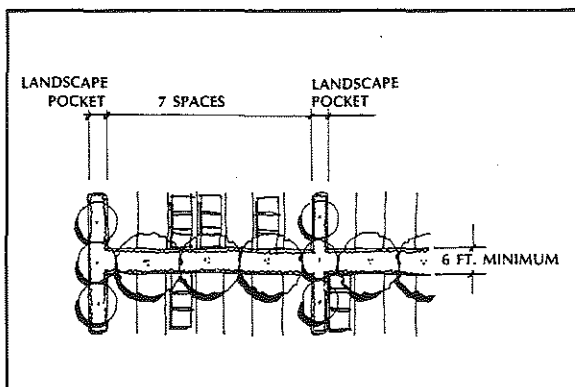 LANDSCAPE
POCKET
7 SPACES
LANDSCAPE
POCKET
6 FT. MINIMUM